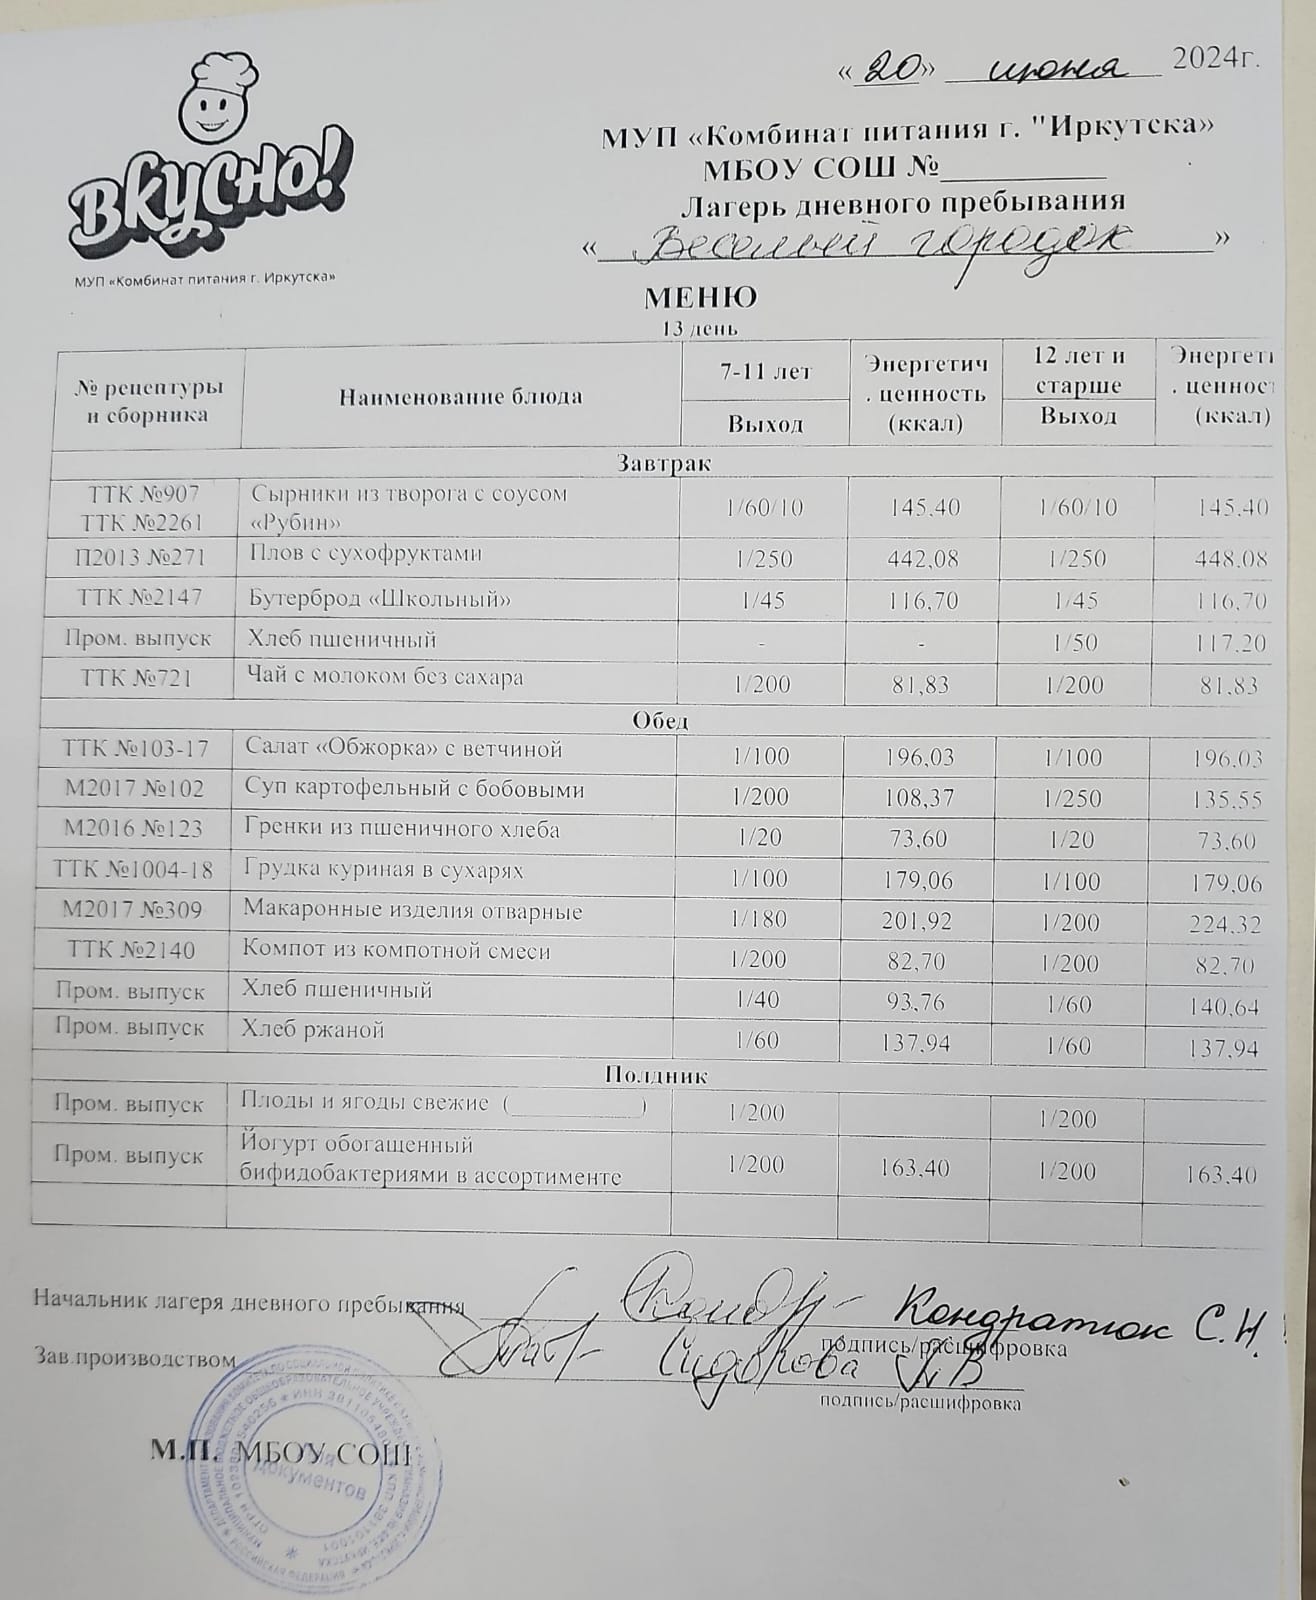 «20» июня 2024г.
ВКУСНО!
МУП «Комбинат питания г. Иркутска»
МУП «Комбинат питания г. "Иркутска»
МБОУ СОШ №__________
Лагерь дневного пребывания
«Веселый городок»
МЕНЮ
13 день
№ рецептуры и сборника Наименование блюда 7-11 лет Выход Энергетич. ценность (ккал) 12 лет и старше Выход Энергет . ценност (ккал)
Завтрак
ТТК №907 ТТК №2261 Сырники из творога с соусом «Рубин» 1/60/10 145,40 1/60/10 145,40
П2013 №271 Плов с сухофруктами 1/250 442,08 1/250 448,08
ТТК №2147 Бутерброд «Школьный» 1/45 116,70 1/45 116,70
Пром. выпуск Хлеб пшеничный - - 1/50 117,20
ТТК №721 Чай с молоком без сахара 1/200 81,83 1/200 81,83
Обед
ТТК №103-17 Салат «Обжорка» с ветчиной 1/100 196,03 1/100 196,03
М2017 №102 Суп картофельный с бобовыми 1/200 108,37 1/250 135,55
М2016 №123 Гренки из пшеничного хлеба 1/20 73,60 1/20 73,60
ТТК №1004-18 Грудка куриная в сухарях 1/100 179,06 1/100 179,06
М2017 №309 Макаронные изделия отварные 1/180 201,92 1/200 224,32
ТТК №2140 Компот из компотной смеси 1/200 82,70 1/200 82,70
Пром. выпуск Хлеб пшеничный 1/40 93,76 1/60 140,64
Пром. выпуск Хлеб ржаной 1/60 137,94 1/60 137,94
Полдник
Пром. выпуск Плоды и ягоды свежие (__________) 1/200 1/200
Пром. выпуск Йогурт обогащенный бифидобактериями в ассортименте 1/200 163,40 1/200 163,40
Начальник лагеря дневного пребывания Кондратюк С.Н.
подпись/расшифровка
Зав.производством Сидорова
подпись/расшифровка
М.П. МБОУ СОШ
документов